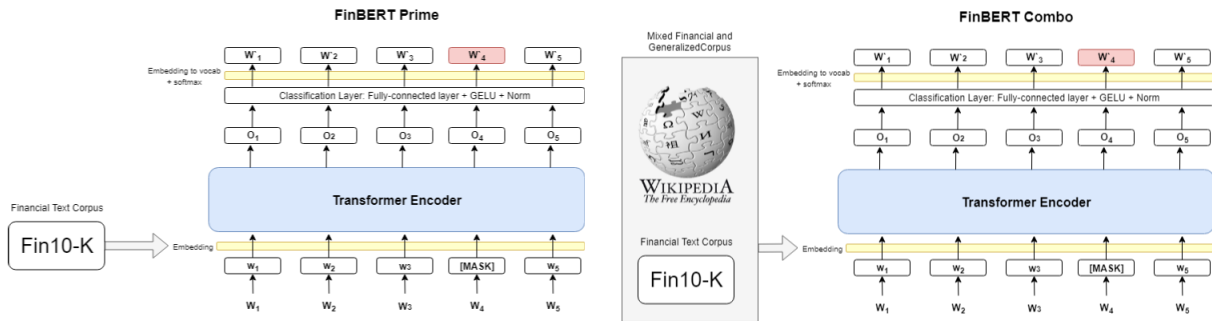 FinBERT Prime
W`1 W`2 W`3 W`4 W`5
Embedding to vocab
+ softmax
Classification Layer: Fully-connected layer + GELU + Norm
O1 O2 O3 O4 O5
Transformer Encoder
Financial Text Corpus
Fin10-K
Embedding
w1 w2 w3 [MASK] w5
W1 W2 W3 W4 W5
Mixed Financial and
GeneralizedCorpus
Ω W И
WIKIPEDIA
The Free Encyclopedia
Financial Text Corpus
Fin10-K
FinBERT Combo
W`1 W`2 W`3 W`4 W`5
Embedding to vocab
+ softmax
Classification Layer: Fully-connected layer + GELU + Norm
O1 O2 O3 O4 O5
Transformer Encoder
Embedding
w1 w2 w3 [MASK] w5
W1 W2 W3 W4 W5